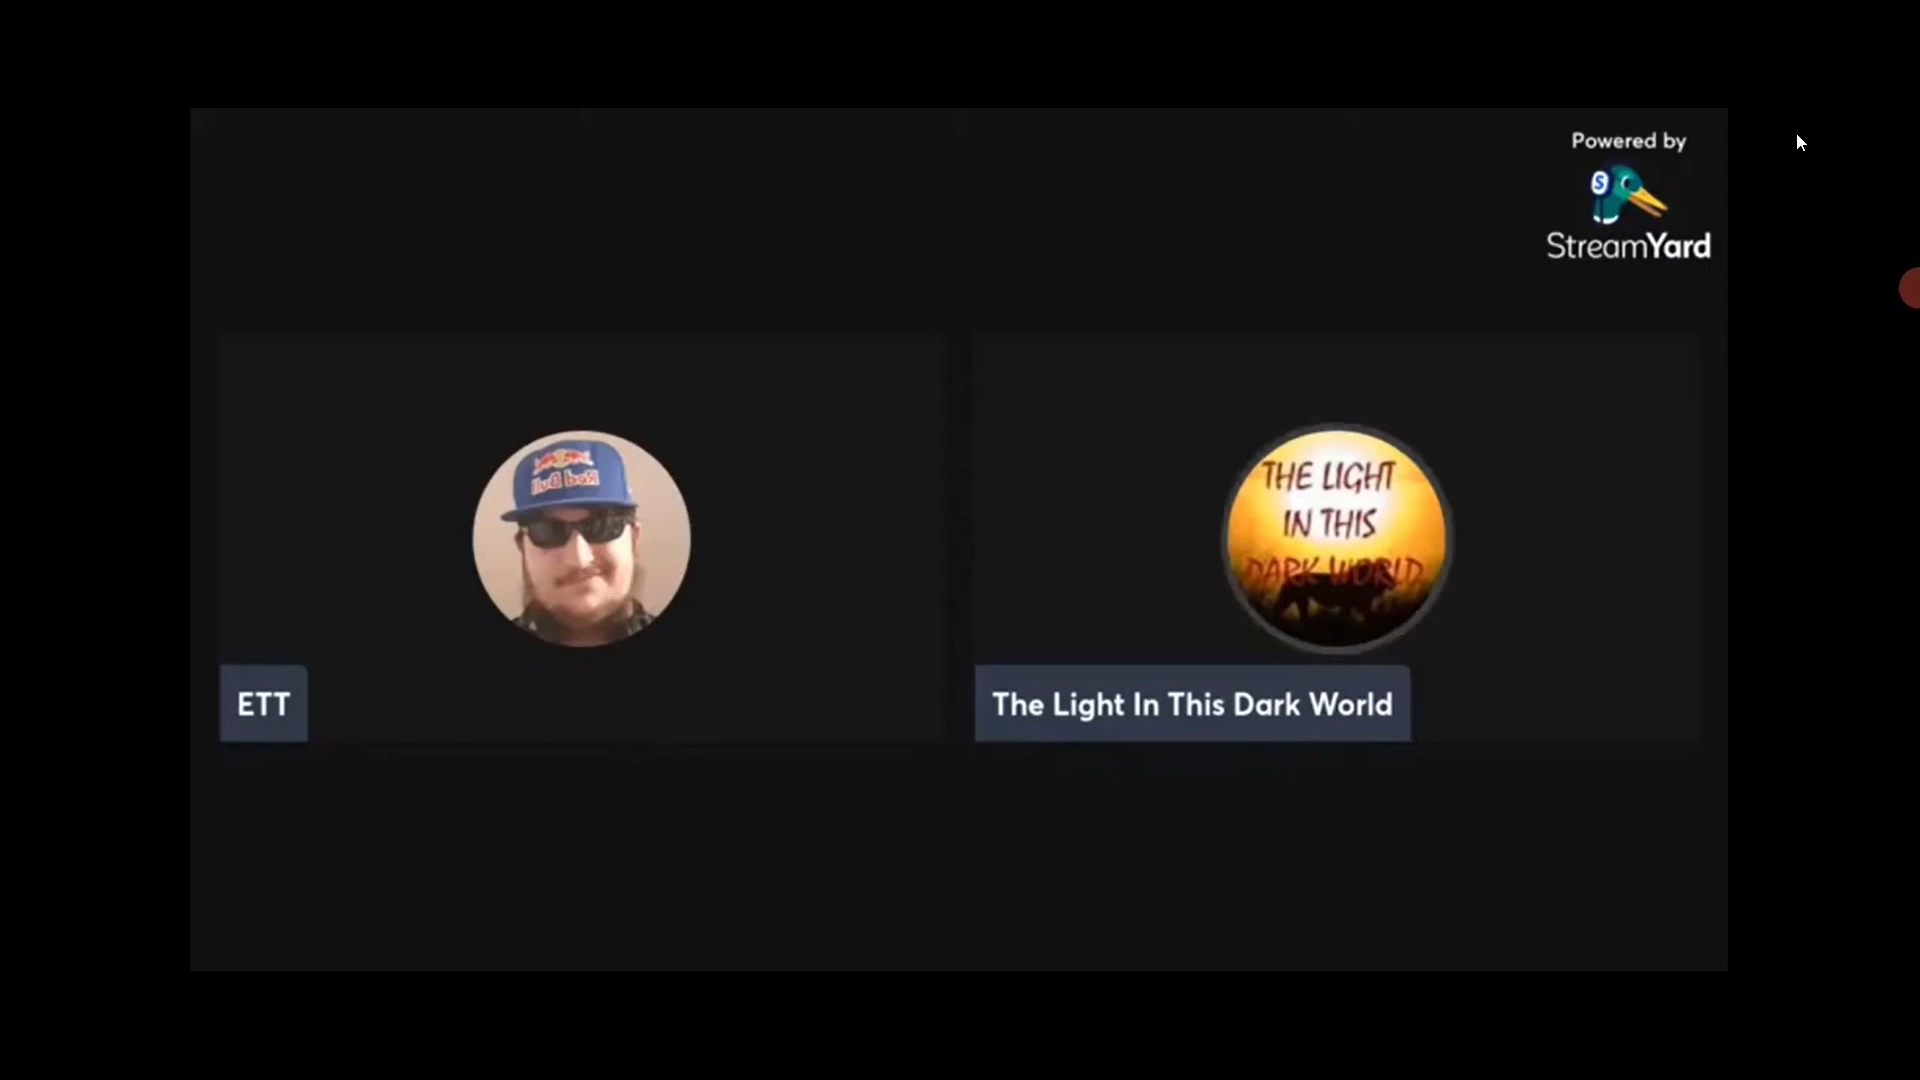 Powered by
S
StreamYard
Red Bull
THE LIGHT
IN THIS
DARK WORLD
ETT
The Light In This Dark World